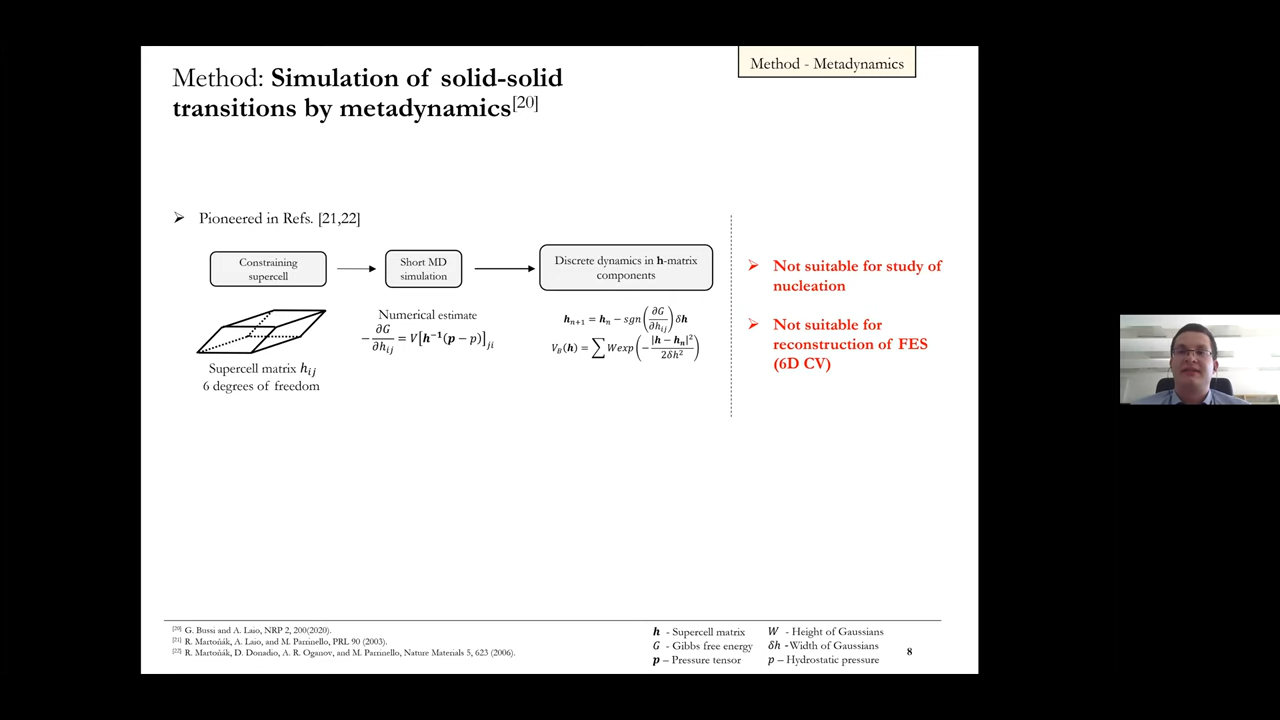 Method - Metadynamics
Method: Simulation of solid-solid
transitions by metadynamics[20]
➢ Pioneered in Refs. [21,22]
Constraining
supercell
Short MD
simulation
Discrete dynamics in h-matrix
components
Supercell matrix h_ij
6 degrees of freedom
Numerical estimate
−∂G/∂h_ij = V[h⁻¹(p − p)]_ji
h_n+1 = h_n − sgn(∂G/∂h_ij)δh
V_B(h) = ∑ Wexp(−|h − h_n|²/2δh²)
➢ Not suitable for study of
nucleation
➢ Not suitable for
reconstruction of FES
(6D CV)
[20] G. Bussi and A. Laio, NRP 2, 200(2020).
[21] R. Martoňák, A. Laio, and M. Parrinello, PRL 90 (2003).
[22] R. Martoňák, D. Donadio, A. R. Oganov, and M. Parrinello, Nature Materials 5, 623 (2006).
h - Supercell matrix
G - Gibbs free energy
p – Pressure tensor
W - Height of Gaussians
δh -Width of Gaussians
p – Hydrostatic pressure
8